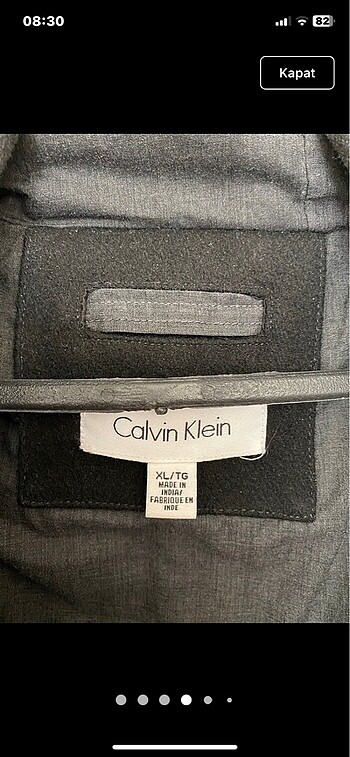 08:30
82
Kapat
Calvin Klein
XL/TG
MADE IN
INDIA/
FABRIQUE EN
INDE